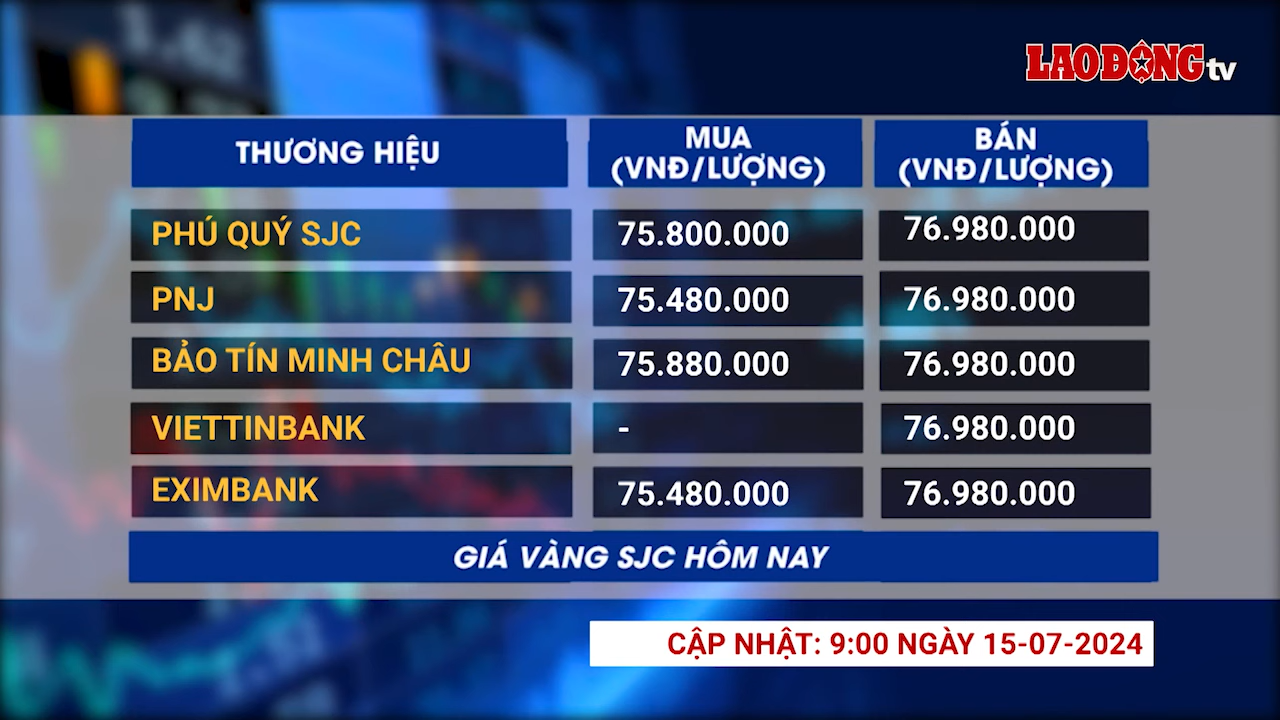 LAO ĐỘNG tv
THƯƠNG HIỆU
MUA
(VNĐ/LƯỢNG)
BÁN
(VNĐ/LƯỢNG)
PHÚ QUÝ SJC 75.800.000 76.980.000
PNJ 75.480.000 76.980.000
BẢO TÍN MINH CHÂU 75.880.000 76.980.000
VIETTINBANK - 76.980.000
EXIMBANK 75.480.000 76.980.000
GIÁ VÀNG SJC HÔM NAY
CẬP NHẬT: 9:00 NGÀY 15-07-2024